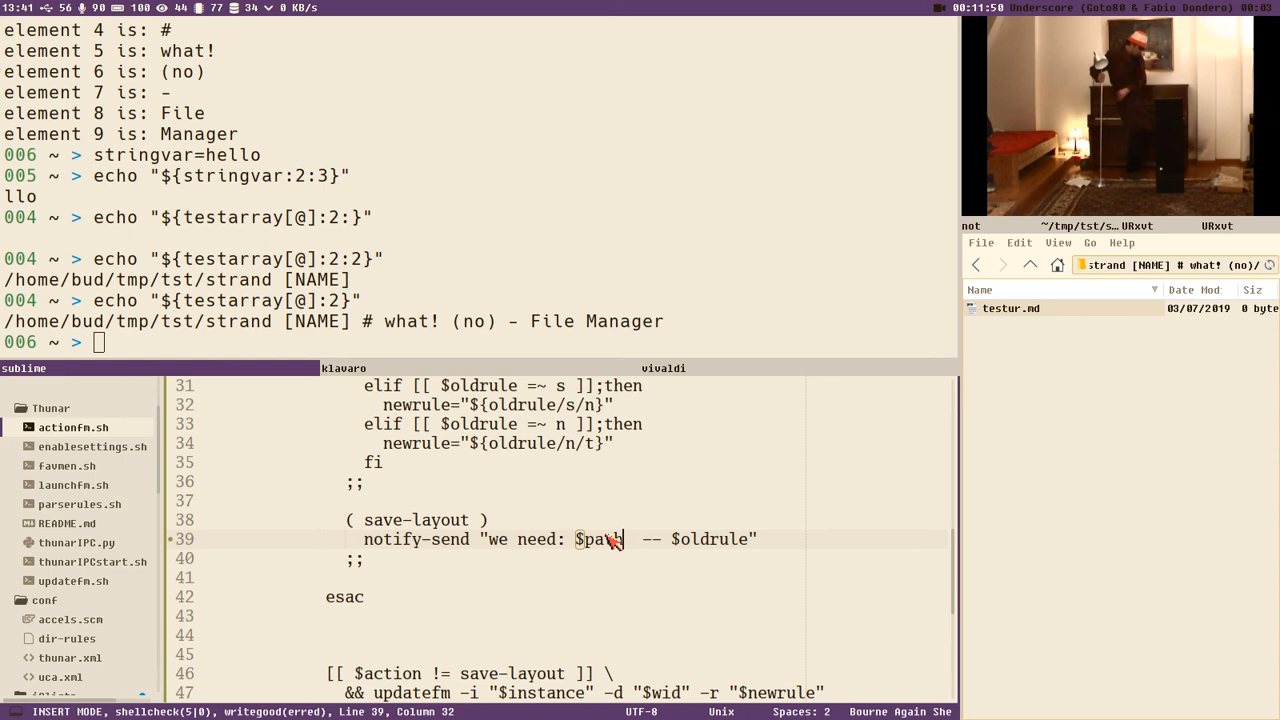 13:41 56 90 100 44 77 34 0 KB/s
00:11:50 Underscore (Goto80 & Fabio Dondero) 00:03
element 4 is: #
element 5 is: what!
element 6 is: (no)
element 7 is: -
element 8 is: File
element 9 is: Manager
006 ~ > stringvar=hello
005 ~ > echo "${stringvar:2:3}"
llo
004 ~ > echo "${testarray[@]:2:}"
004 ~ > echo "${testarray[@]:2:2}"
/home/bud/tmp/tst/strand [NAME]
004 ~ > echo "${testarray[@]:2}"
/home/bud/tmp/tst/strand [NAME] # what! (no) - File Manager
006 ~ >
not ~/tmp/tst/s… URxvt URxvt
File Edit View Go Help
strand [NAME] # what! (no)/
Name Date Mod: Siz
testur.md 03/07/2019 0 byte
sublime klavaro vivaldi
Thunar
actionfm.sh
enablesettings.sh
favmen.sh
launchfm.sh
parserules.sh
README.md
thunarIPC.py
thunarIPCstart.sh
updatefm.sh
conf
accels.scm
dir-rules
thunar.xml
uca.xml
31 elif [[ $oldrule =~ s ]];then
32 newrule="${oldrule/s/n}"
33 elif [[ $oldrule =~ n ]];then
34 newrule="${oldrule/n/t}"
35 fi
36 ;;
37
38 ( save-layout )
39 notify-send "we need: $path -- $oldrule"
40 ;;
41
42 esac
43
44
45
46 [[ $action != save-layout ]] \
47 && updatefm -i "$instance" -d "$wid" -r "$newrule"
INSERT MODE, shellcheck(5|0), writegood(erred), Line 39, Column 32 UTF-8 Unix Spaces: 2 Bourne Again She